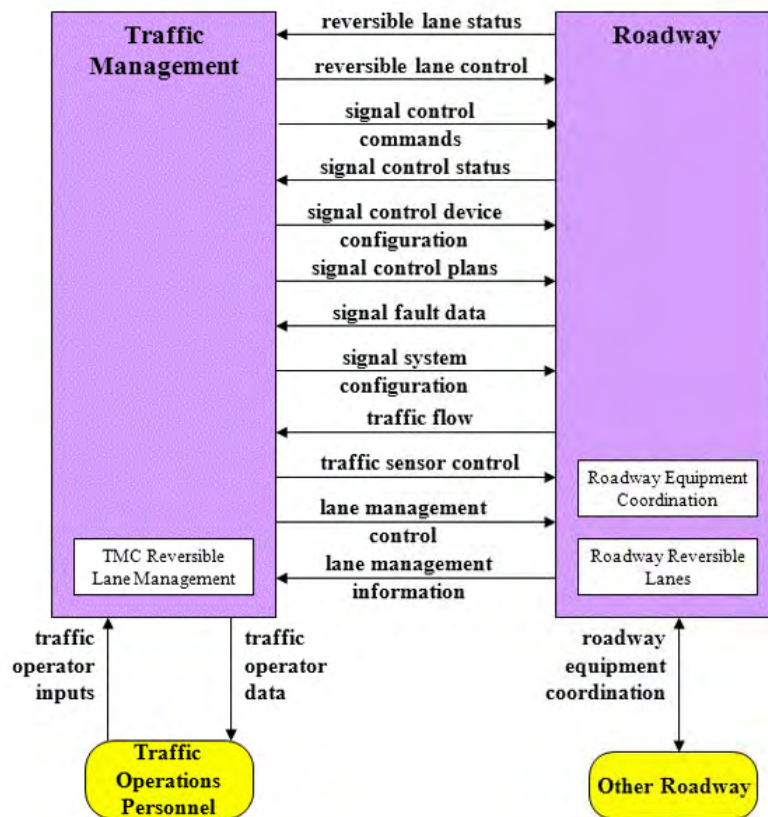 Traffic
Management
Roadway
reversible lane status
reversible lane control
signal control
commands
signal control status
signal control device
configuration
signal control plans
signal fault data
signal system
configuration
traffic flow
traffic sensor control
lane management
control
lane management
information
TMC Reversible
Lane Management
Roadway Equipment
Coordination
Roadway Reversible
Lanes
traffic
operator
inputs
traffic
operator
data
roadway
equipment
coordination
Traffic
Operations
Personnel
Other Roadway